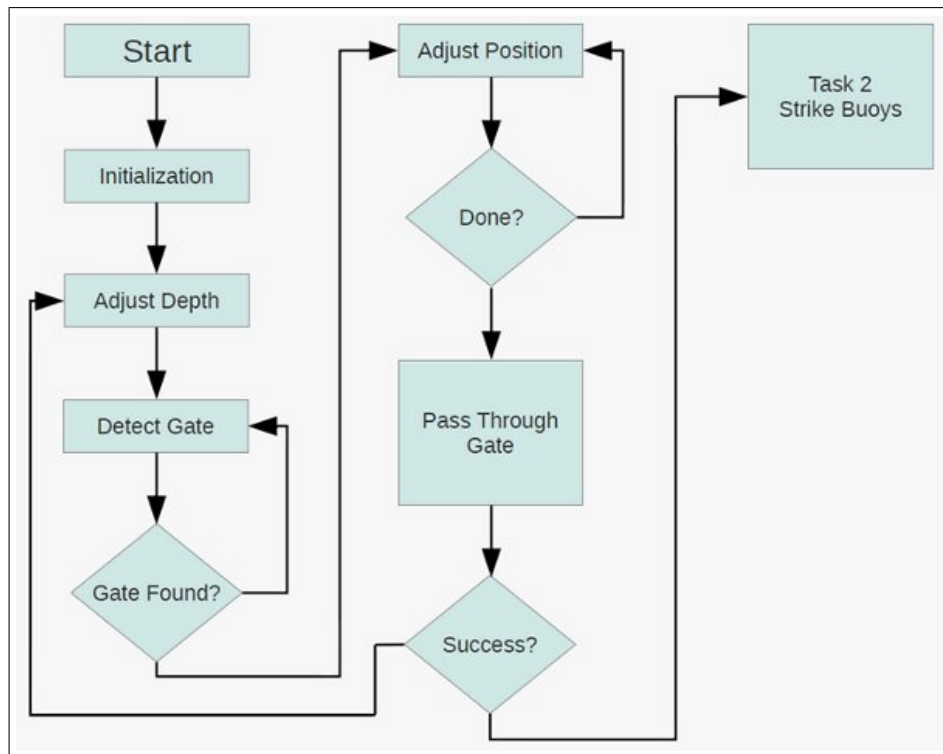 Start
Initialization
Adjust Depth
Detect Gate
Gate Found?
Adjust Position
Done?
Pass Through
Gate
Success?
Task 2
Strike Buoys